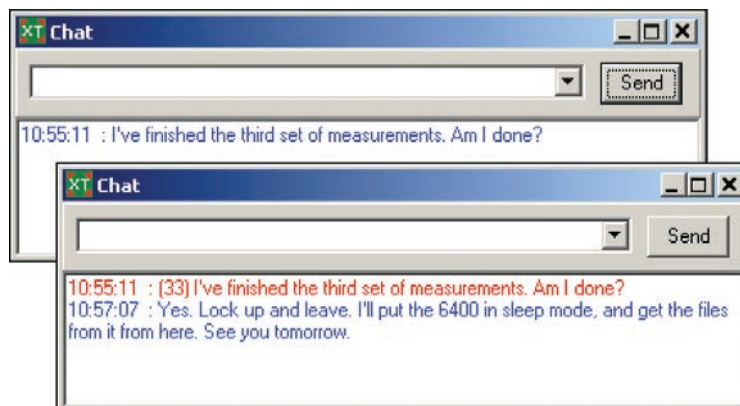 XT Chat
Send
10:55:11 : I've finished the third set of measurements. Am I done?
XT Chat
Send
10:55:11 : (33) I've finished the third set of measurements. Am I done?
10:57:07 : Yes. Lock up and leave. I'll put the 6400 in sleep mode, and get the files
from it from here. See you tomorrow.